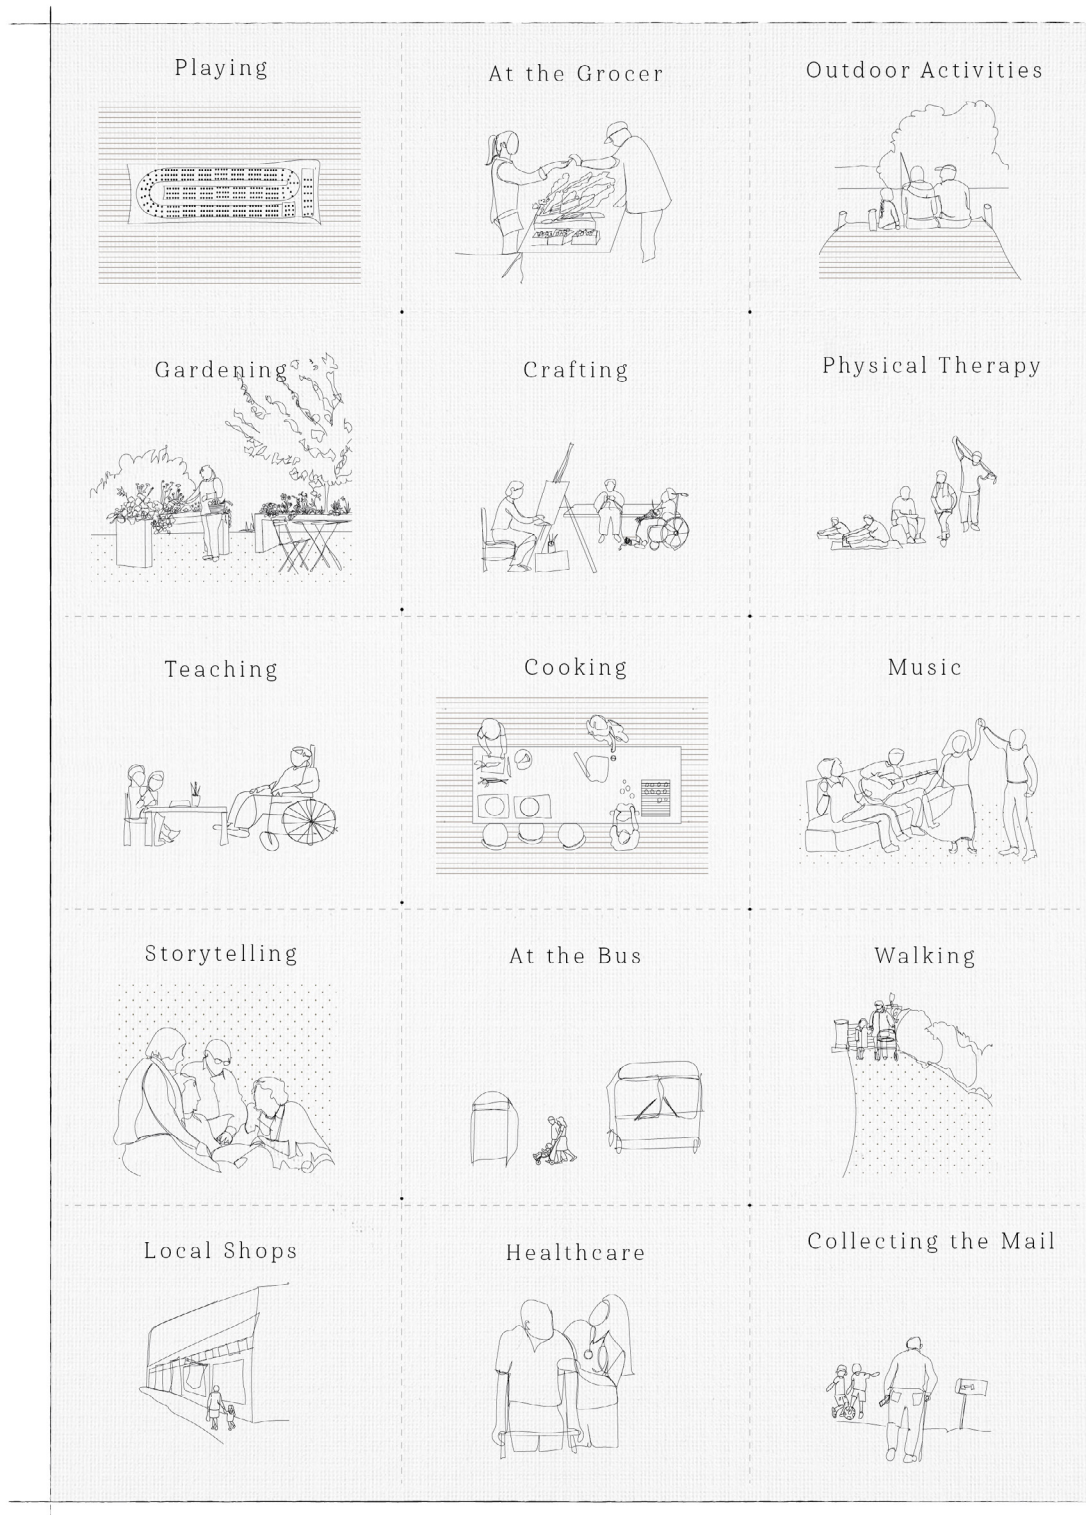 Playing
At the Grocer
Outdoor Activities
Gardening
Crafting
Physical Therapy
Teaching
Cooking
Music
Storytelling
At the Bus
Walking
Local Shops
Healthcare
Collecting the Mail